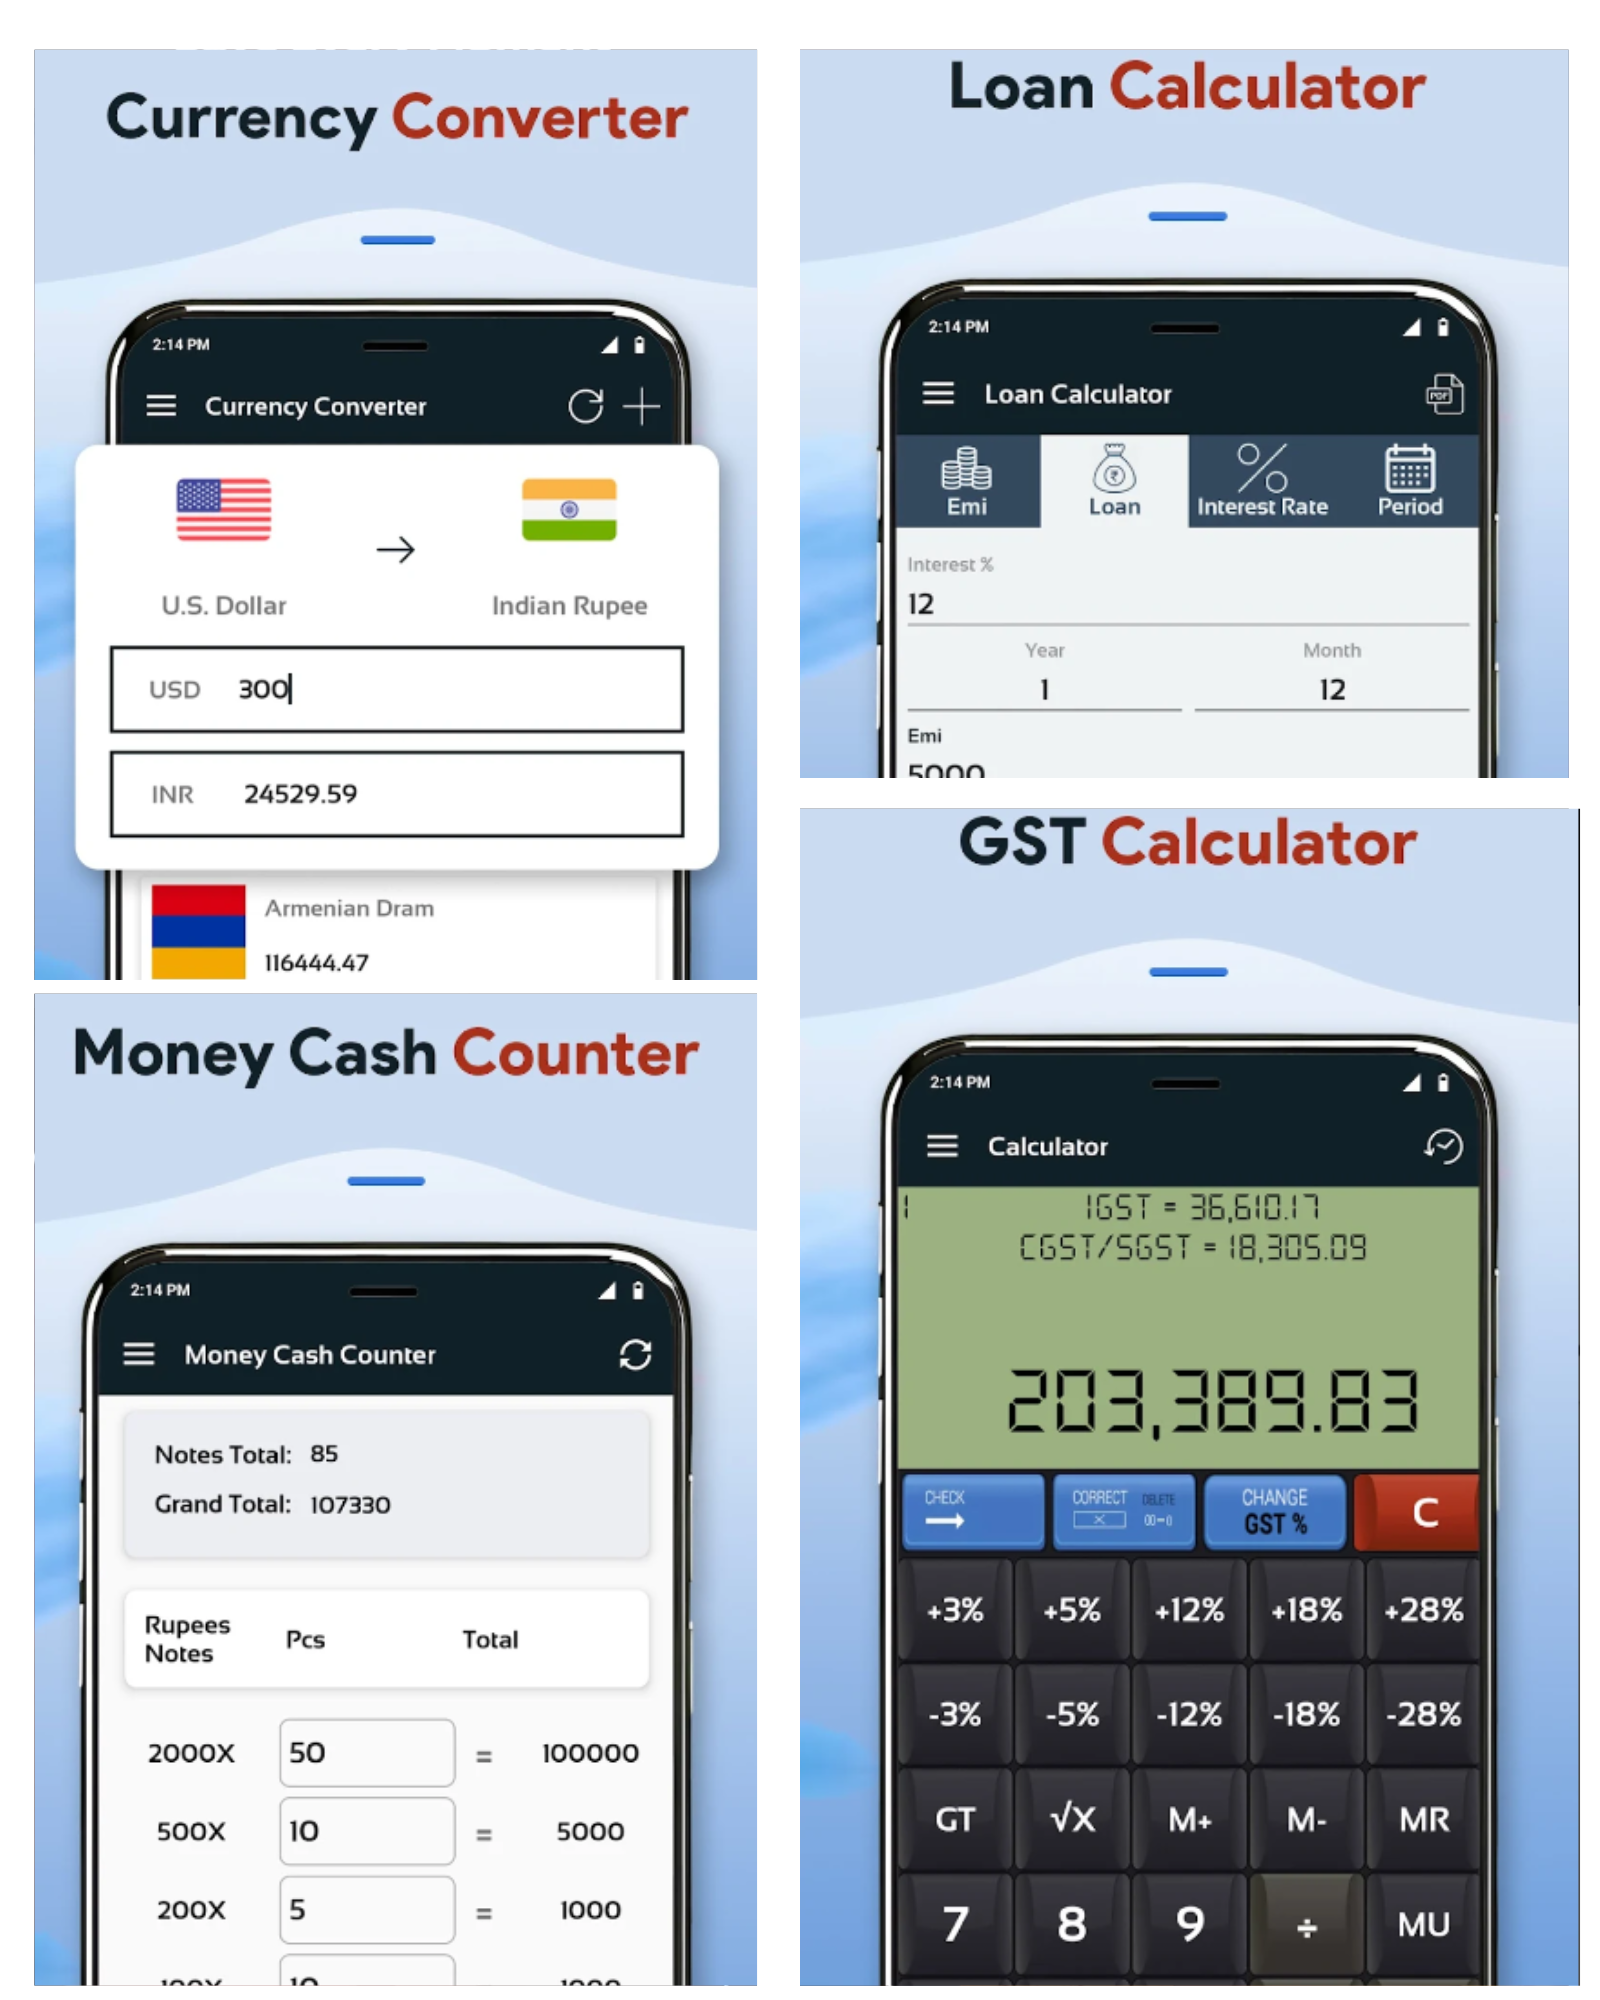 Currency Converter
2:14 PM
Currency Converter
U.S. Dollar
Indian Rupee
USD 300
INR 24529.59
Armenian Dram
116444.47
Money Cash Counter
2:14 PM
Money Cash Counter
Notes Total: 85
Grand Total: 107330
Rupees Notes Pcs Total
2000X 50 = 100000
500X 10 = 5000
200X 5 = 1000
Loan Calculator
2:14 PM
Loan Calculator
PDF
Emi Loan Interest Rate Period
Interest %
12
Year Month
1 12
Emi
5000
GST Calculator
2:14 PM
Calculator
1 IGST = 36,610.17
CGST/SGST = 18,305.09
203,389.83
CHECK CORRECT DELETE CHANGE GST % C
00→0
+3% +5% +12% +18% +28%
-3% -5% -12% -18% -28%
GT √X M+ M- MR
7 8 9 ÷ MU